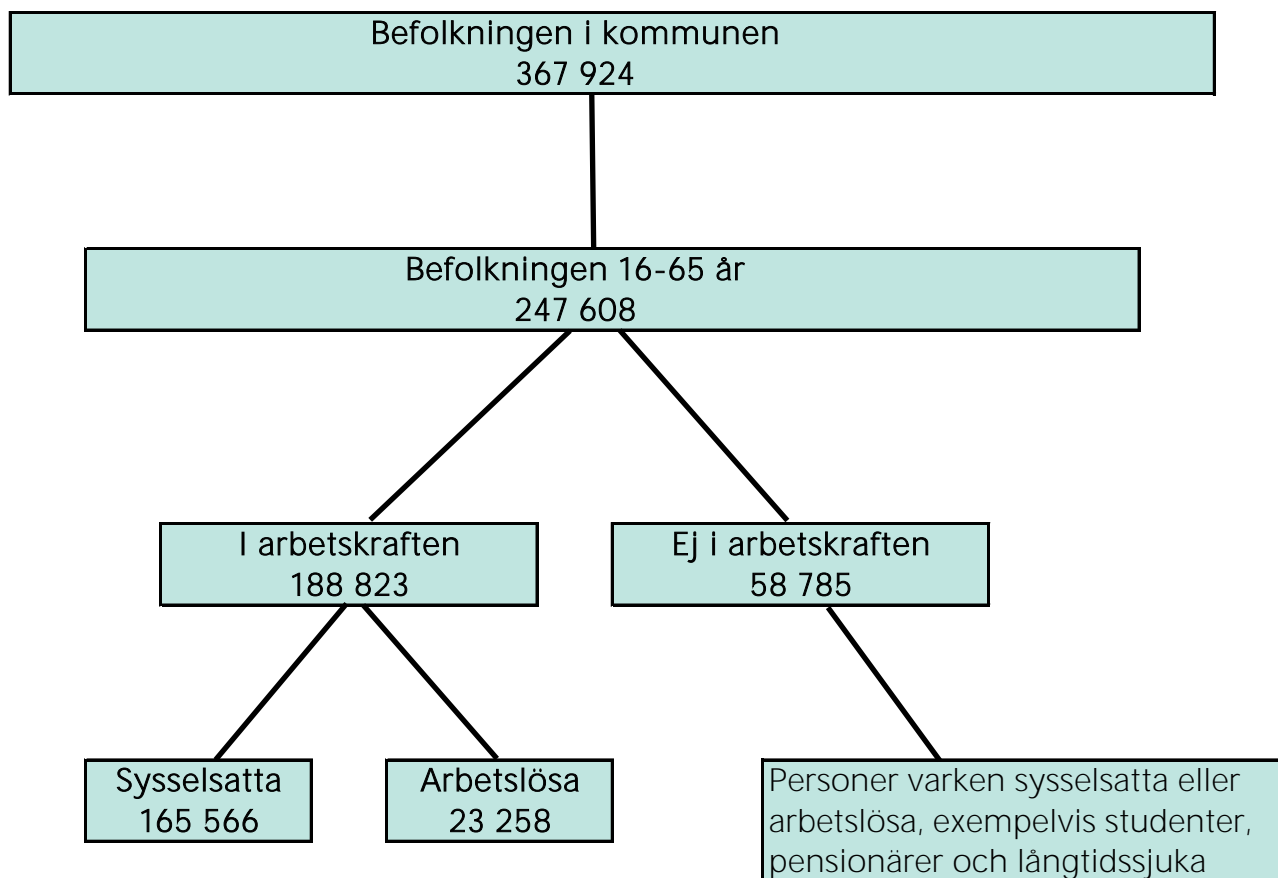 Befolkningen i kommunen
367 924
Befolkningen 16-65 år
247 608
I arbetskraften
188 823
Ej i arbetskraften
58 785
Sysselsatta
165 566
Arbetslösa
23 258
Personer varken sysselsatta eller
arbetslösa, exempelvis studenter,
pensionärer och långtidssjuka